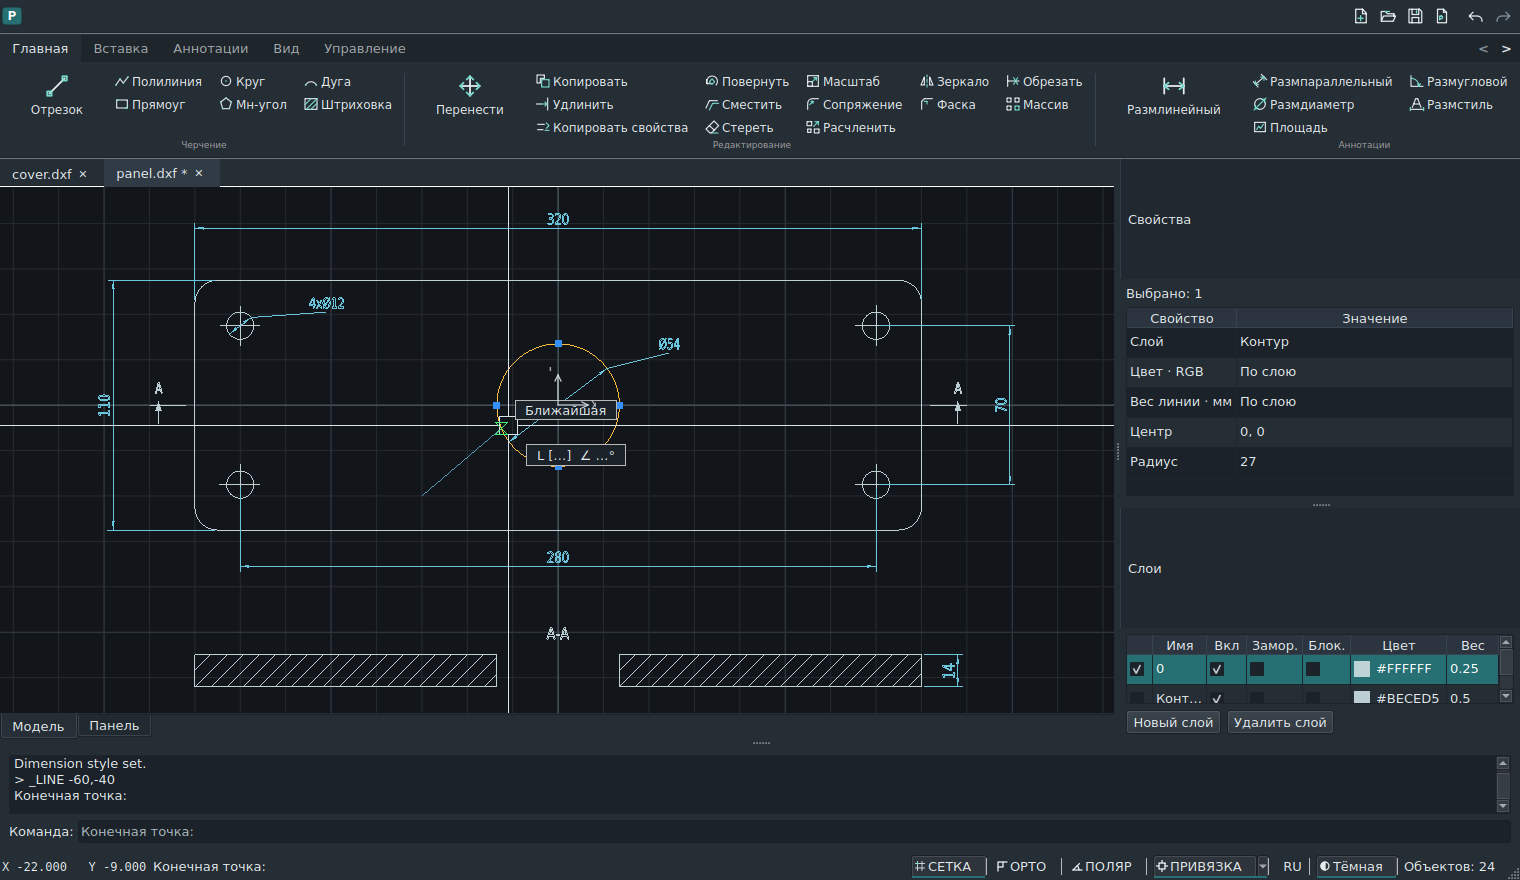 P
Главная Вставка Аннотации Вид Управление < >
Отрезок
Полилиния Круг Дуга
Прямоуг Мн-угол Штриховка
Черчение
Перенести
Копировать Повернуть Масштаб Зеркало Обрезать
Удлинить Сместить Сопряжение Фаска Массив
Копировать свойства Стереть Расчленить
Редактирование
Размлинейный
Размпараллельный Размугловой
Размдиаметр Размстиль
Площадь
Аннотации
cover.dxf × panel.dxf * ×
320
4xØ12
Ø54
A A
110
70
X
Ближайшая
L [...] ∠ ...°
280
A-A
14
Свойства
Выбрано: 1
Свойство Значение
Слой Контур
Цвет · RGB По слою
Вес линии · мм По слою
Центр 0, 0
Радиус 27
Слои
Имя Вкл Замор. Блок. Цвет Вес
0 #FFFFFF 0.25
Конт... #BECED5 0.5
Новый слой Удалить слой
Модель Панель
Dimension style set.
> _LINE -60,-40
Конечная точка:
Команда: Конечная точка:
X -22.000 Y -9.000 Конечная точка: СЕТКА ОРТО ПОЛЯР ПРИВЯЗКА RU Тёмная Объектов: 24